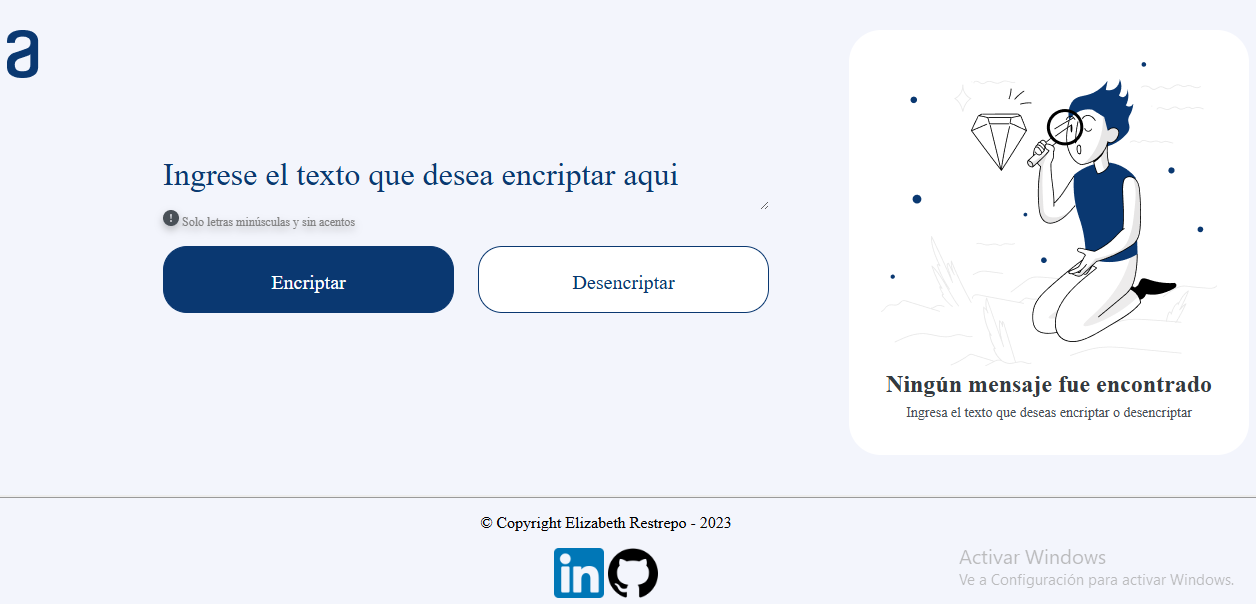 a
Ingrese el texto que desea encriptar aqui
! Solo letras minúsculas y sin acentos
Encriptar
Desencriptar
Ningún mensaje fue encontrado
Ingresa el texto que deseas encriptar o desencriptar
© Copyright Elizabeth Restrepo - 2023
in
Activar Windows
Ve a Configuración para activar Windows.